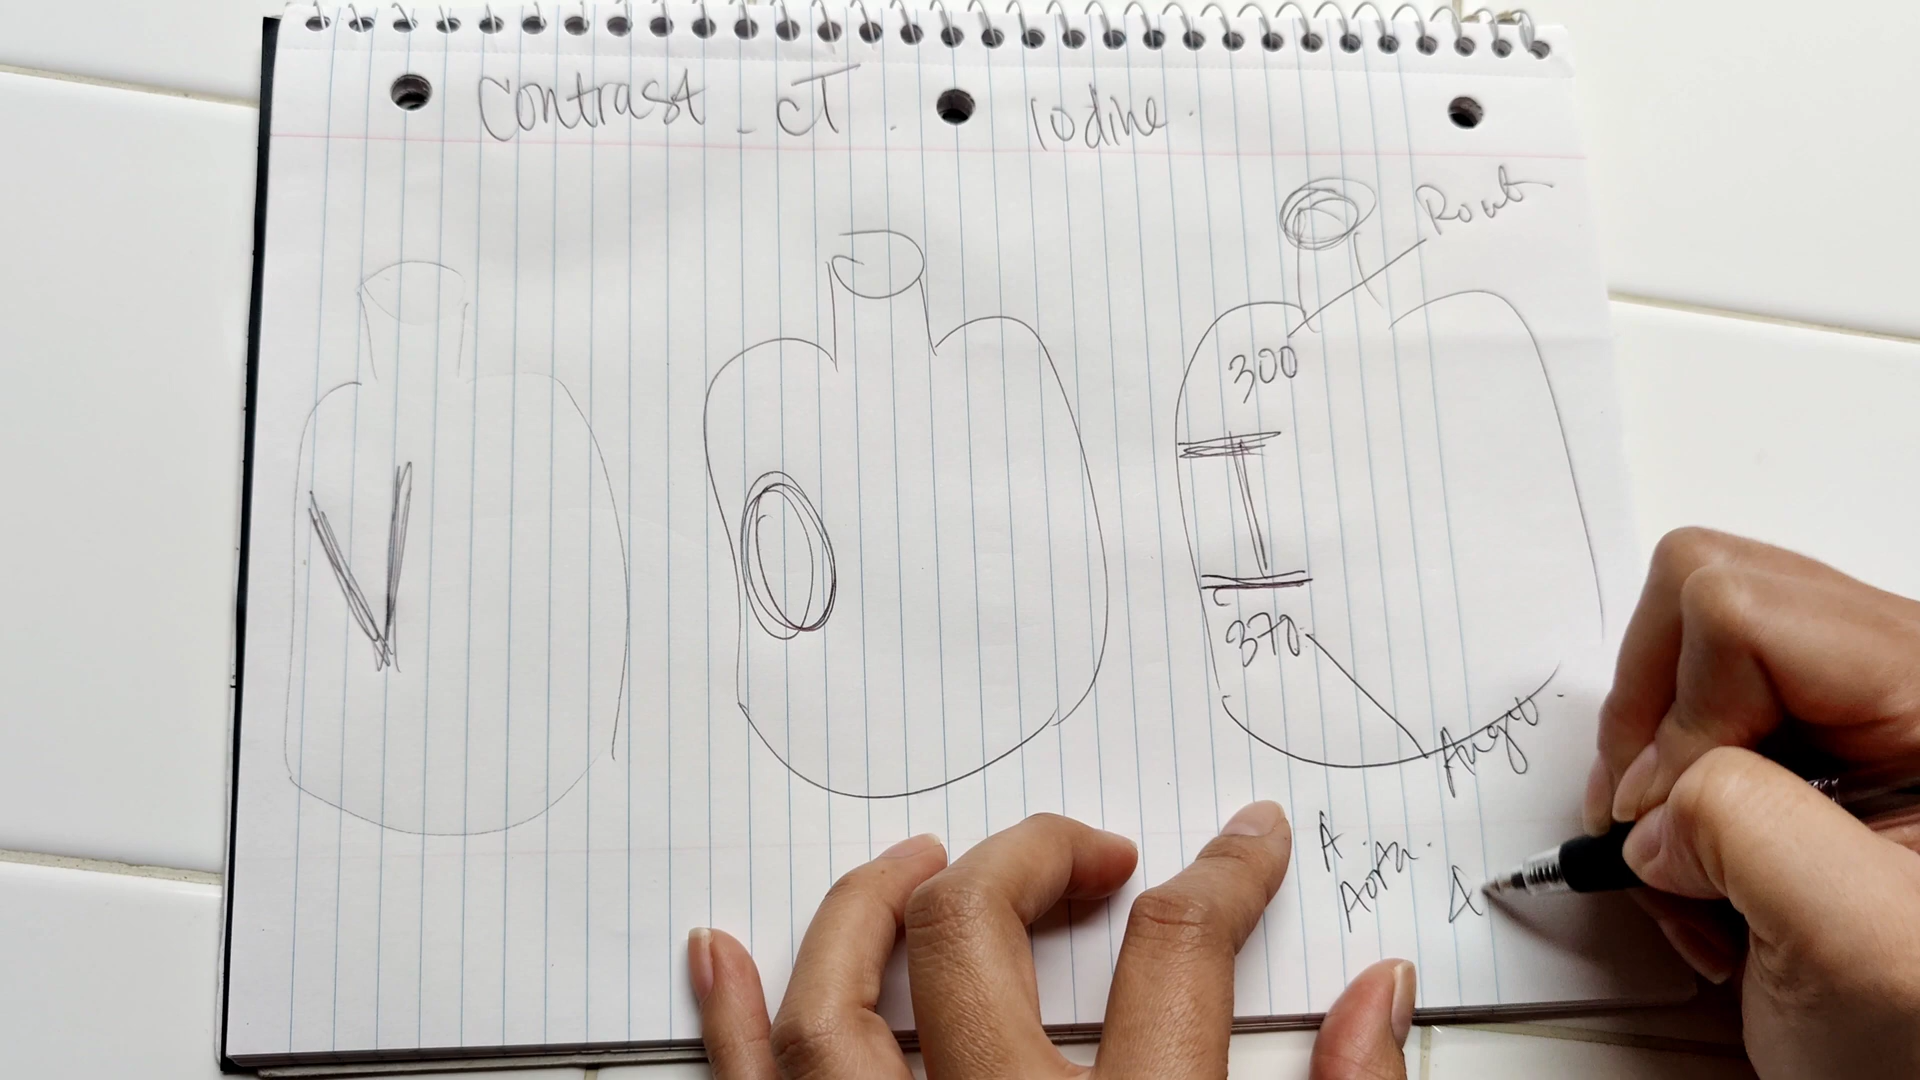 Contrast - CT. Iodine.
Rout
300
V
O
I
370.
Angio.
A
Aorta.